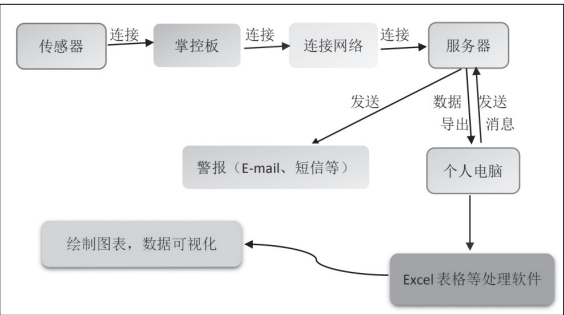 传感器
连接
掌控板
连接
连接网络
连接
服务器
发送
数据
导出
发送
消息
警报（E-mail、短信等）
个人电脑
绘制图表，数据可视化
Excel 表格等处理软件